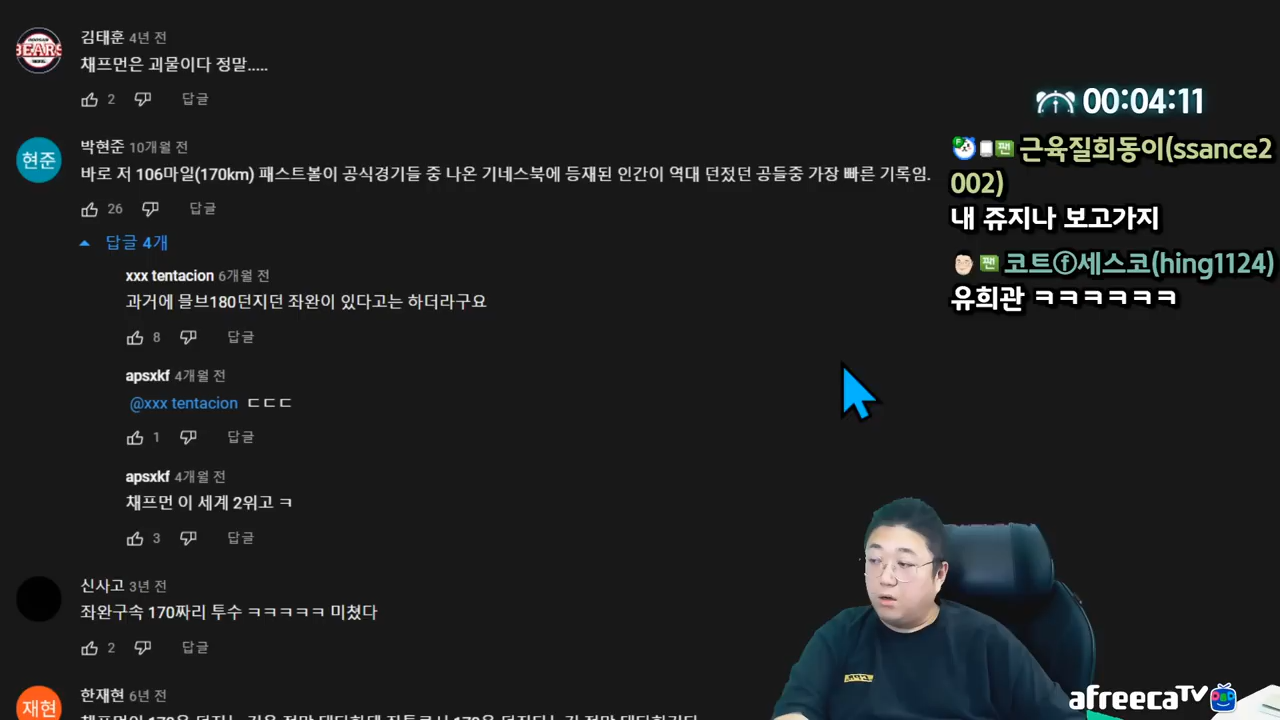 김태훈 4년 전
채프먼은 괴물이다 정말.....
2 답글
박현준 10개월 전
바로 저 106마일(170km) 패스트볼이 공식경기들 중 나온 기네스북에 등재된 인간이 역대 던졌던 공들중 가장 빠른 기록임.
26 답글
답글 4개
xxx tentacion 6개월 전
과거에 믈브180던지던 좌완이 있다고는 하더라구요
8 답글
apsxkf 4개월 전
@xxx tentacion ㄷㄷㄷ
1 답글
apsxkf 4개월 전
채프먼 이 세계 2위고 ㅋ
3 답글
신사고 3년 전
좌완구속 170짜리 투수 ㅋㅋㅋㅋㅋ 미쳤다
2 답글
한재현 6년 전
BEARS
현준
재현
00:04:11
팬 근육질희동이(ssance2
002)
내 쥬지나 보고가지
팬 코트ⓕ세스코(hing1124)
유희관 ㅋㅋㅋㅋㅋㅋ
afreecaTV